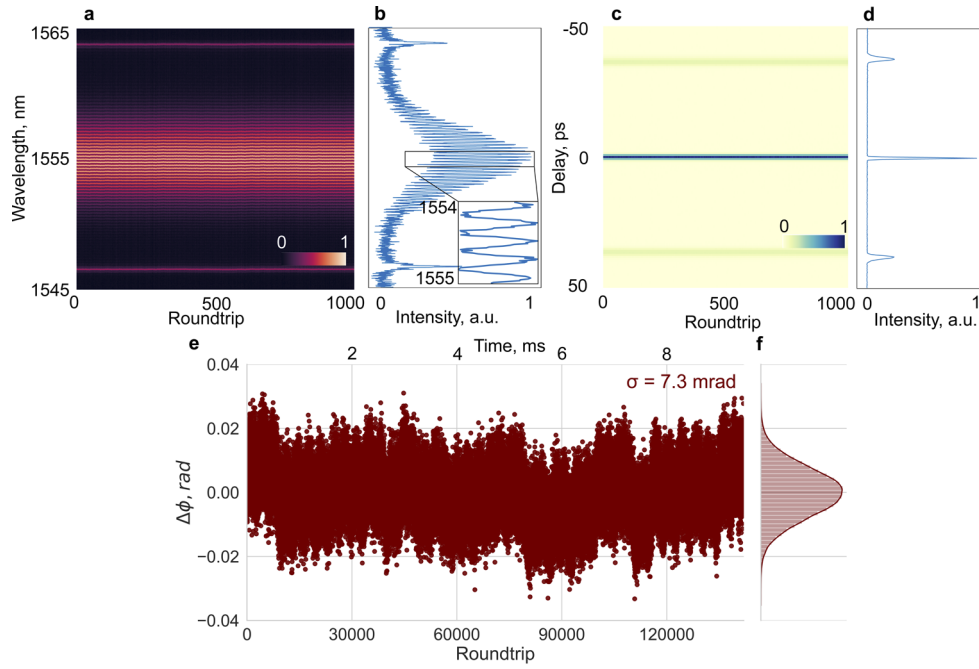 a
b
c
d
1565
1555
1545
Wavelength, nm
0 1
0 500 1000
Roundtrip
1554
1555
0 1
Intensity, a.u.
-50
0
50
Delay, ps
0 1
0 500 1000
Roundtrip
0 1
Intensity, a.u.
e
f
Time, ms
2 4 6 8
σ = 7.3 mrad
0.04
0.02
0.00
−0.02
−0.04
Δϕ, rad
0 30000 60000 90000 120000
Roundtrip